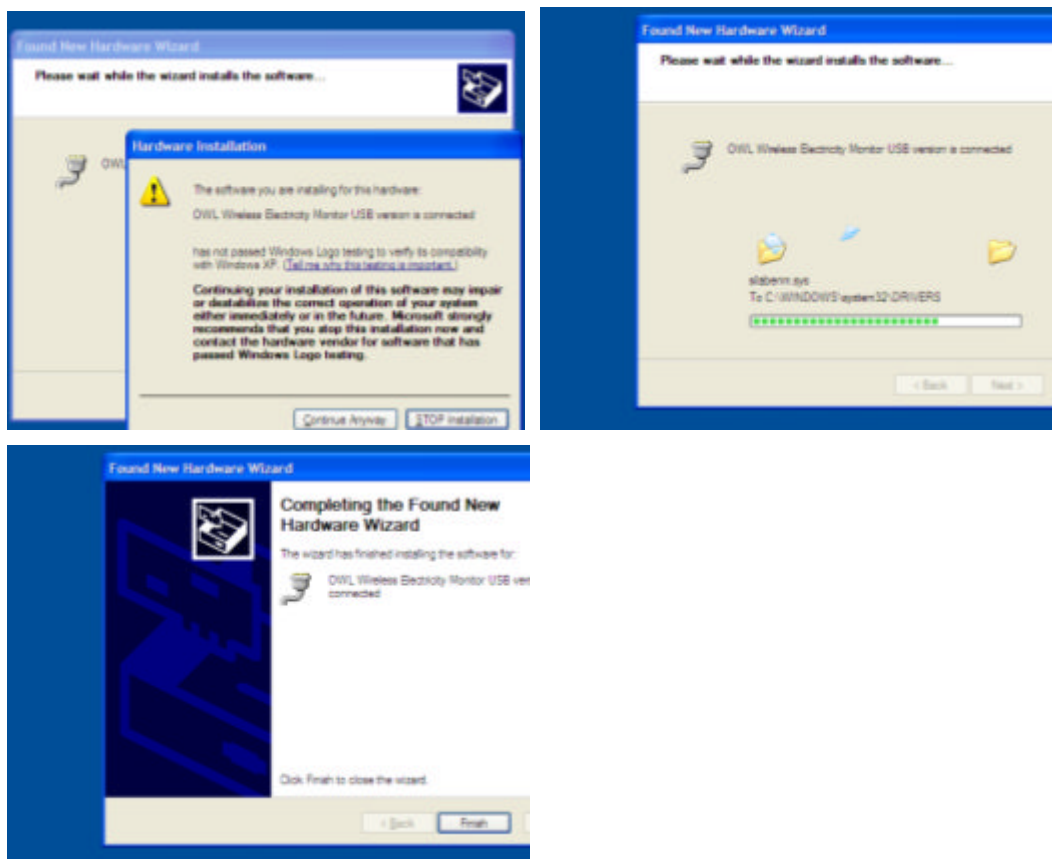 Found New Hardware Wizard
Please wait while the wizard installs the software...
OWL
Hardware Installation
The software you are installing for this hardware:
OWL Wireless Electricity Monitor USB version is connected
has not passed Windows Logo testing to verify its compatibility
with Windows XP. (Tell me why this testing is important.)
Continuing your installation of this software may impair
or destabilize the correct operation of your system
either immediately or in the future. Microsoft strongly
recommends that you stop this installation now and
contact the hardware vendor for software that has
passed Windows Logo testing.
Continue Anyway
STOP Installation
Found New Hardware Wizard
Please wait while the wizard installs the software...
OWL Wireless Electricity Monitor USB version is connected
silabenm.sys
To C:\WINDOWS\system32\DRIVERS
< Back
Next >
Found New Hardware Wizard
Completing the Found New
Hardware Wizard
The wizard has finished installing the software for:
OWL Wireless Electricity Monitor USB ver
connected
Click Finish to close the wizard.
< Back
Finish